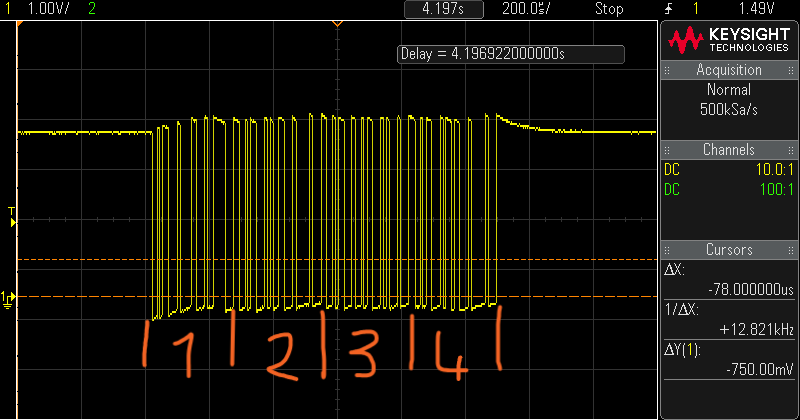 1 1.00V/ 2 4.197s 200.0㎲/ Stop 1 1.49V
Delay = 4.196922000000s
KEYSIGHT
TECHNOLOGIES
Acquisition
Normal
500kSa/s
Channels
DC 10.0:1
DC 100:1
Cursors
ΔX:
-78.000000us
1/ΔX:
+12.821kHz
ΔY(1):
-750.00mV
T
1
1 2 3 4